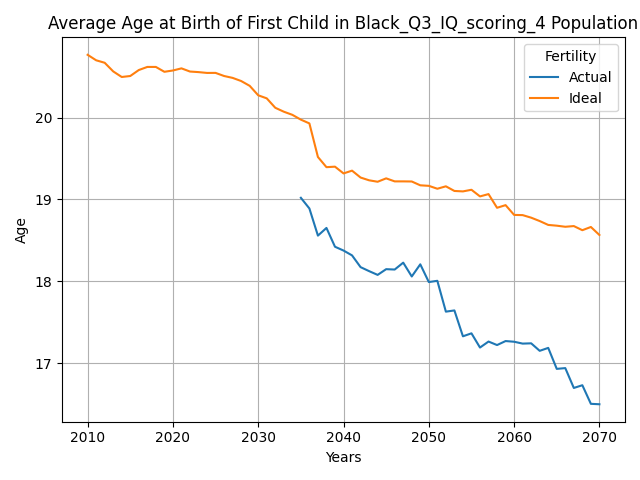 Average Age at Birth of First Child in Black_Q3_IQ_scoring_4 Population
Fertility
Actual
Ideal
Age
20
19
18
17
2010 2020 2030 2040 2050 2060 2070
Years